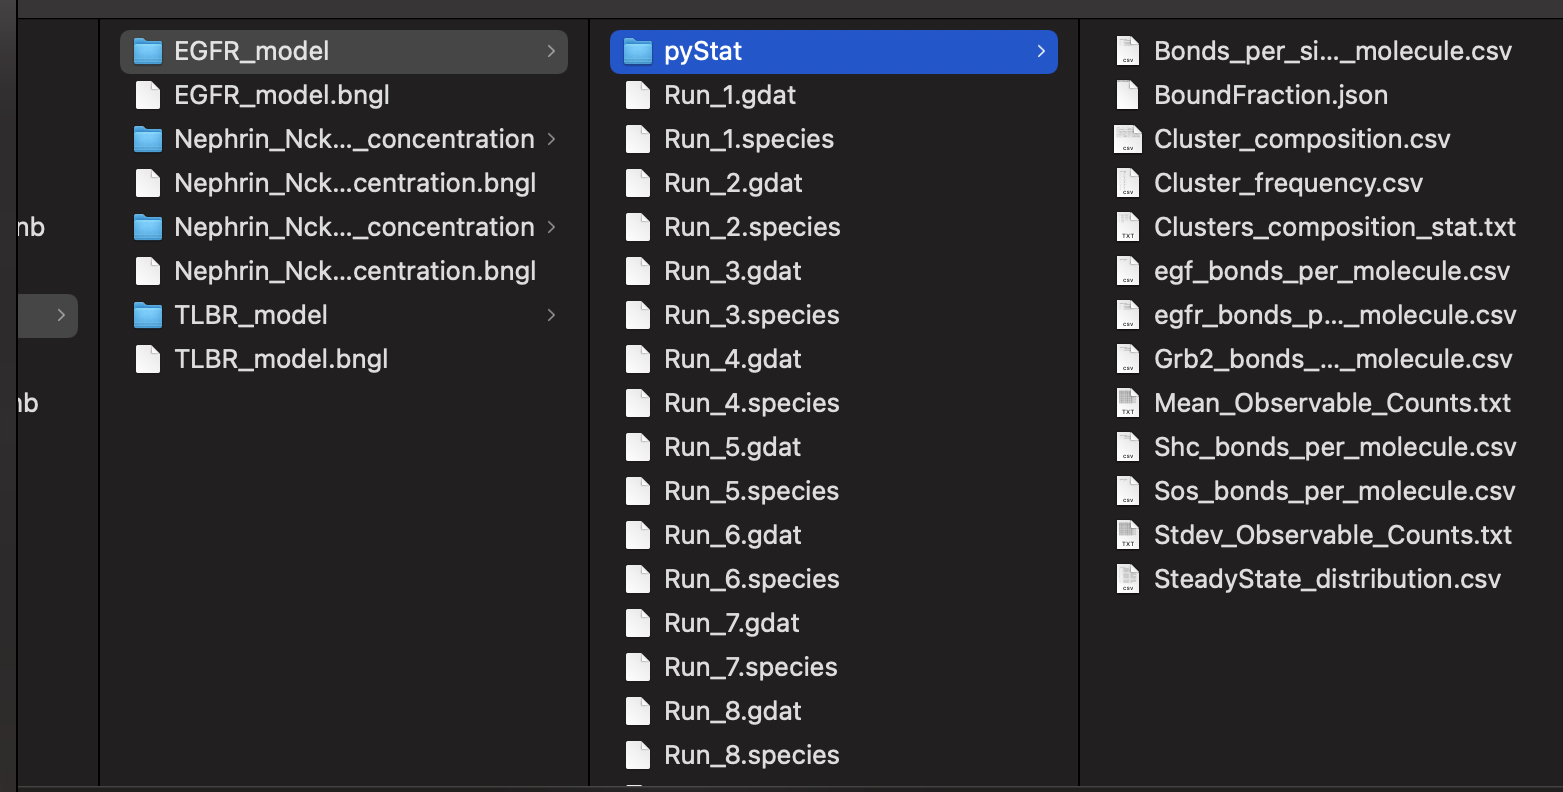 nb
nb
EGFR_model
EGFR_model.bngl
Nephrin_Nck..._concentration
Nephrin_Nck...centration.bngl
Nephrin_Nck..._concentration
Nephrin_Nck...centration.bngl
TLBR_model
TLBR_model.bngl
pyStat
Run_1.gdat
Run_1.species
Run_2.gdat
Run_2.species
Run_3.gdat
Run_3.species
Run_4.gdat
Run_4.species
Run_5.gdat
Run_5.species
Run_6.gdat
Run_6.species
Run_7.gdat
Run_7.species
Run_8.gdat
Run_8.species
Bonds_per_si..._molecule.csv
BoundFraction.json
Cluster_composition.csv
Cluster_frequency.csv
Clusters_composition_stat.txt
egf_bonds_per_molecule.csv
egfr_bonds_p..._molecule.csv
Grb2_bonds_..._molecule.csv
Mean_Observable_Counts.txt
Shc_bonds_per_molecule.csv
Sos_bonds_per_molecule.csv
Stdev_Observable_Counts.txt
SteadyState_distribution.csv